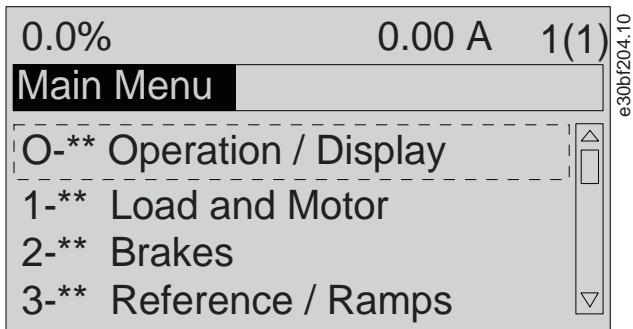 0.0% 0.00 A 1(1)
Main Menu
O-** Operation / Display
1-** Load and Motor
2-** Brakes
3-** Reference / Ramps
e30bf204.10